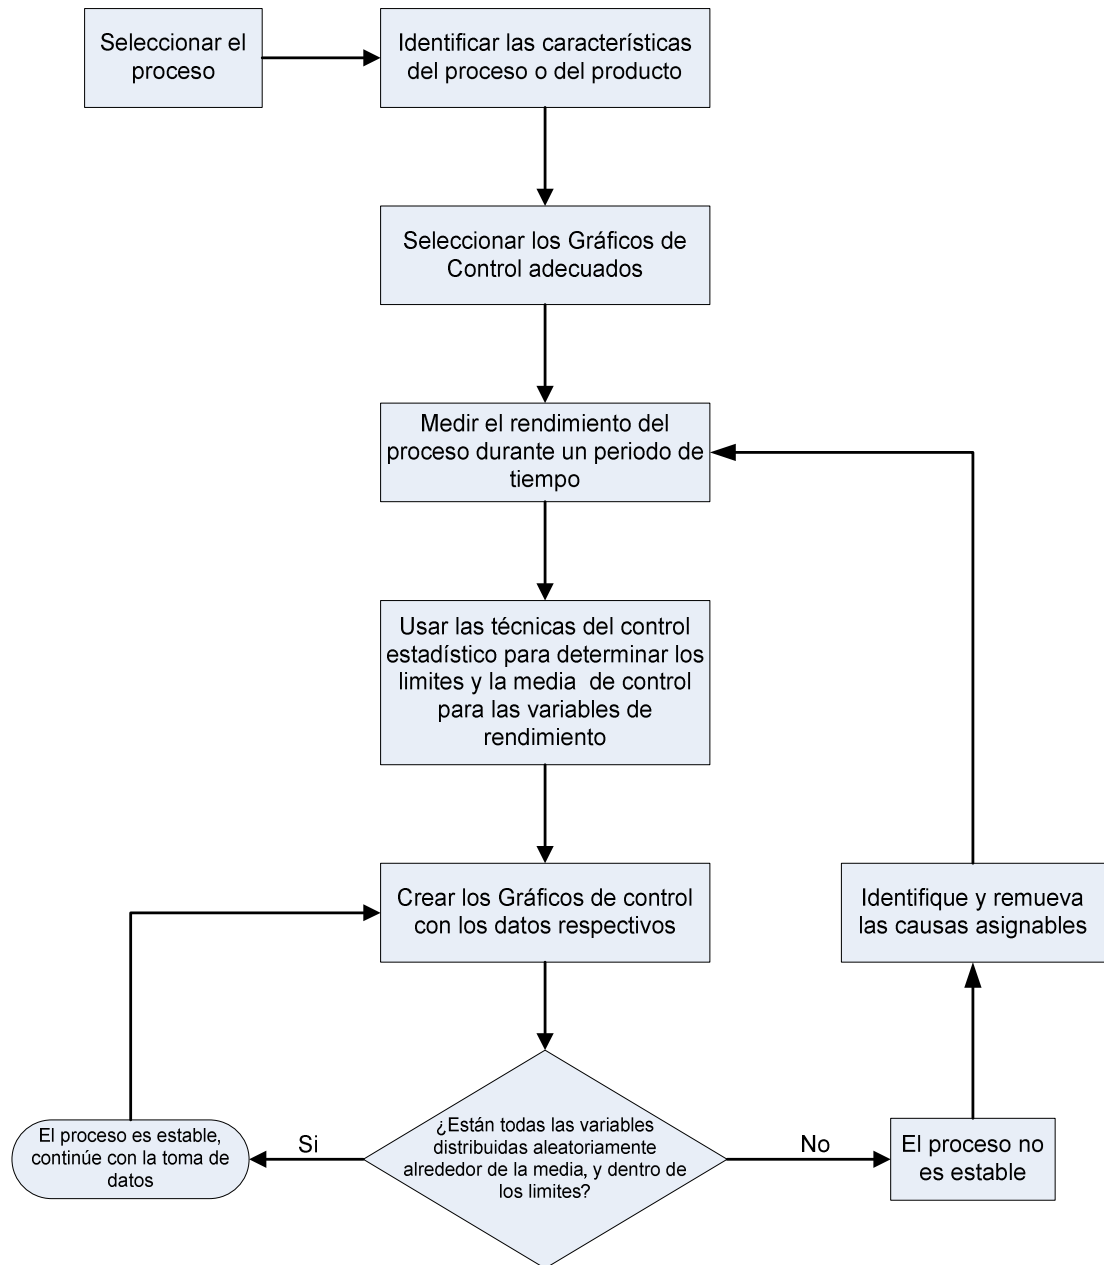 Seleccionar el
proceso
Identificar las características
del proceso o del producto
Seleccionar los Gráficos de
Control adecuados
Medir el rendimiento del
proceso durante un periodo de
tiempo
Usar las técnicas del control
estadístico para determinar los
limites y la media de control
para las variables de
rendimiento
Crear los Gráficos de control
con los datos respectivos
Identifique y remueva
las causas asignables
¿Están todas las variables
distribuidas aleatoriamente
alrededor de la media, y dentro de
los limites?
Si
No
El proceso es estable,
continúe con la toma de
datos
El proceso no
es estable